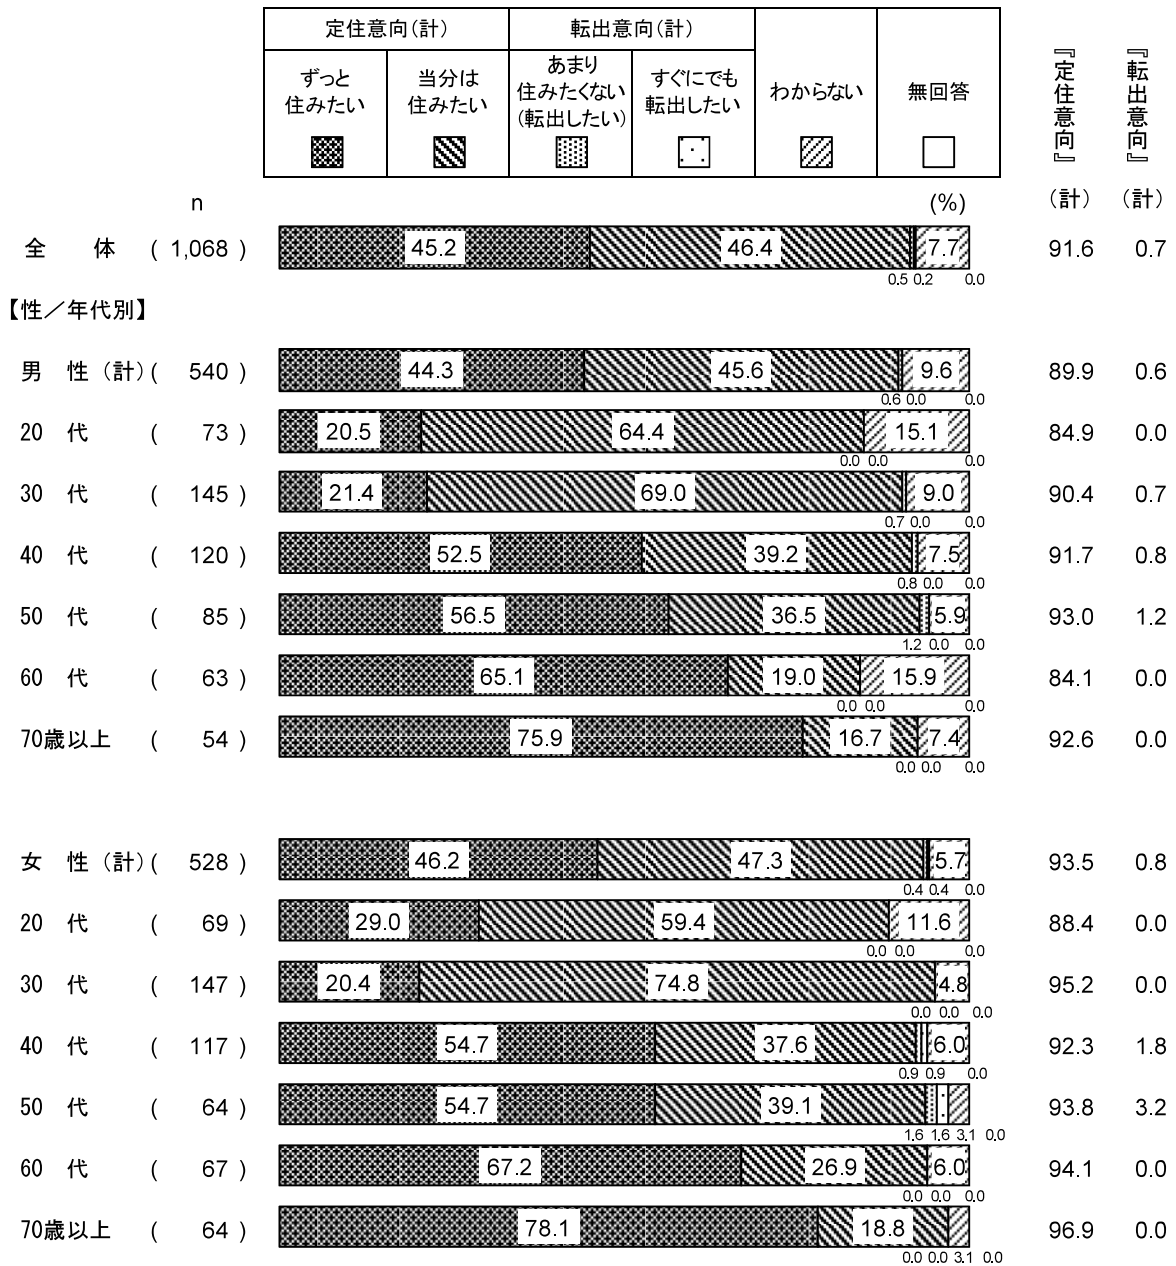 定住意向(計) 転出意向(計)
ずっと
住みたい
当分は
住みたい
あまり
住みたくない
(転出したい)
すぐにでも
転出したい
わからない
無回答
『定住意向』
(計)
『転出意向』
(計)
n (%)
全 体 ( 1,068 ) 45.2 46.4 7.7 91.6 0.7
0.5 0.2 0.0
【性／年代別】
男 性 (計) ( 540 ) 44.3 45.6 9.6 89.9 0.6
0.6 0.0 0.0
20 代 ( 73 ) 20.5 64.4 15.1 84.9 0.0
0.0 0.0 0.0
30 代 ( 145 ) 21.4 69.0 9.0 90.4 0.7
0.7 0.0 0.0
40 代 ( 120 ) 52.5 39.2 7.5 91.7 0.8
0.8 0.0 0.0
50 代 ( 85 ) 56.5 36.5 5.9 93.0 1.2
1.2 0.0 0.0
60 代 ( 63 ) 65.1 19.0 15.9 84.1 0.0
0.0 0.0 0.0
70歳以上 ( 54 ) 75.9 16.7 7.4 92.6 0.0
0.0 0.0 0.0
女 性 (計) ( 528 ) 46.2 47.3 5.7 93.5 0.8
0.4 0.4 0.0
20 代 ( 69 ) 29.0 59.4 11.6 88.4 0.0
0.0 0.0 0.0
30 代 ( 147 ) 20.4 74.8 4.8 95.2 0.0
0.0 0.0 0.0
40 代 ( 117 ) 54.7 37.6 6.0 92.3 1.8
0.9 0.9 0.0
50 代 ( 64 ) 54.7 39.1 93.8 3.2
1.6 1.6 3.1 0.0
60 代 ( 67 ) 67.2 26.9 6.0 94.1 0.0
0.0 0.0 0.0
70歳以上 ( 64 ) 78.1 18.8 96.9 0.0
0.0 0.0 3.1 0.0